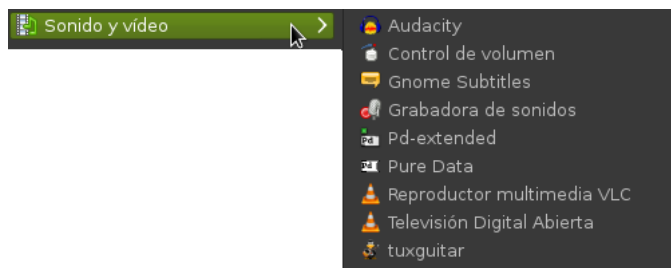 Sonido y vídeo
Audacity
Control de volumen
Gnome Subtitles
Grabadora de sonidos
Pd-extended
Pure Data
Reproductor multimedia VLC
Televisión Digital Abierta
tuxguitar